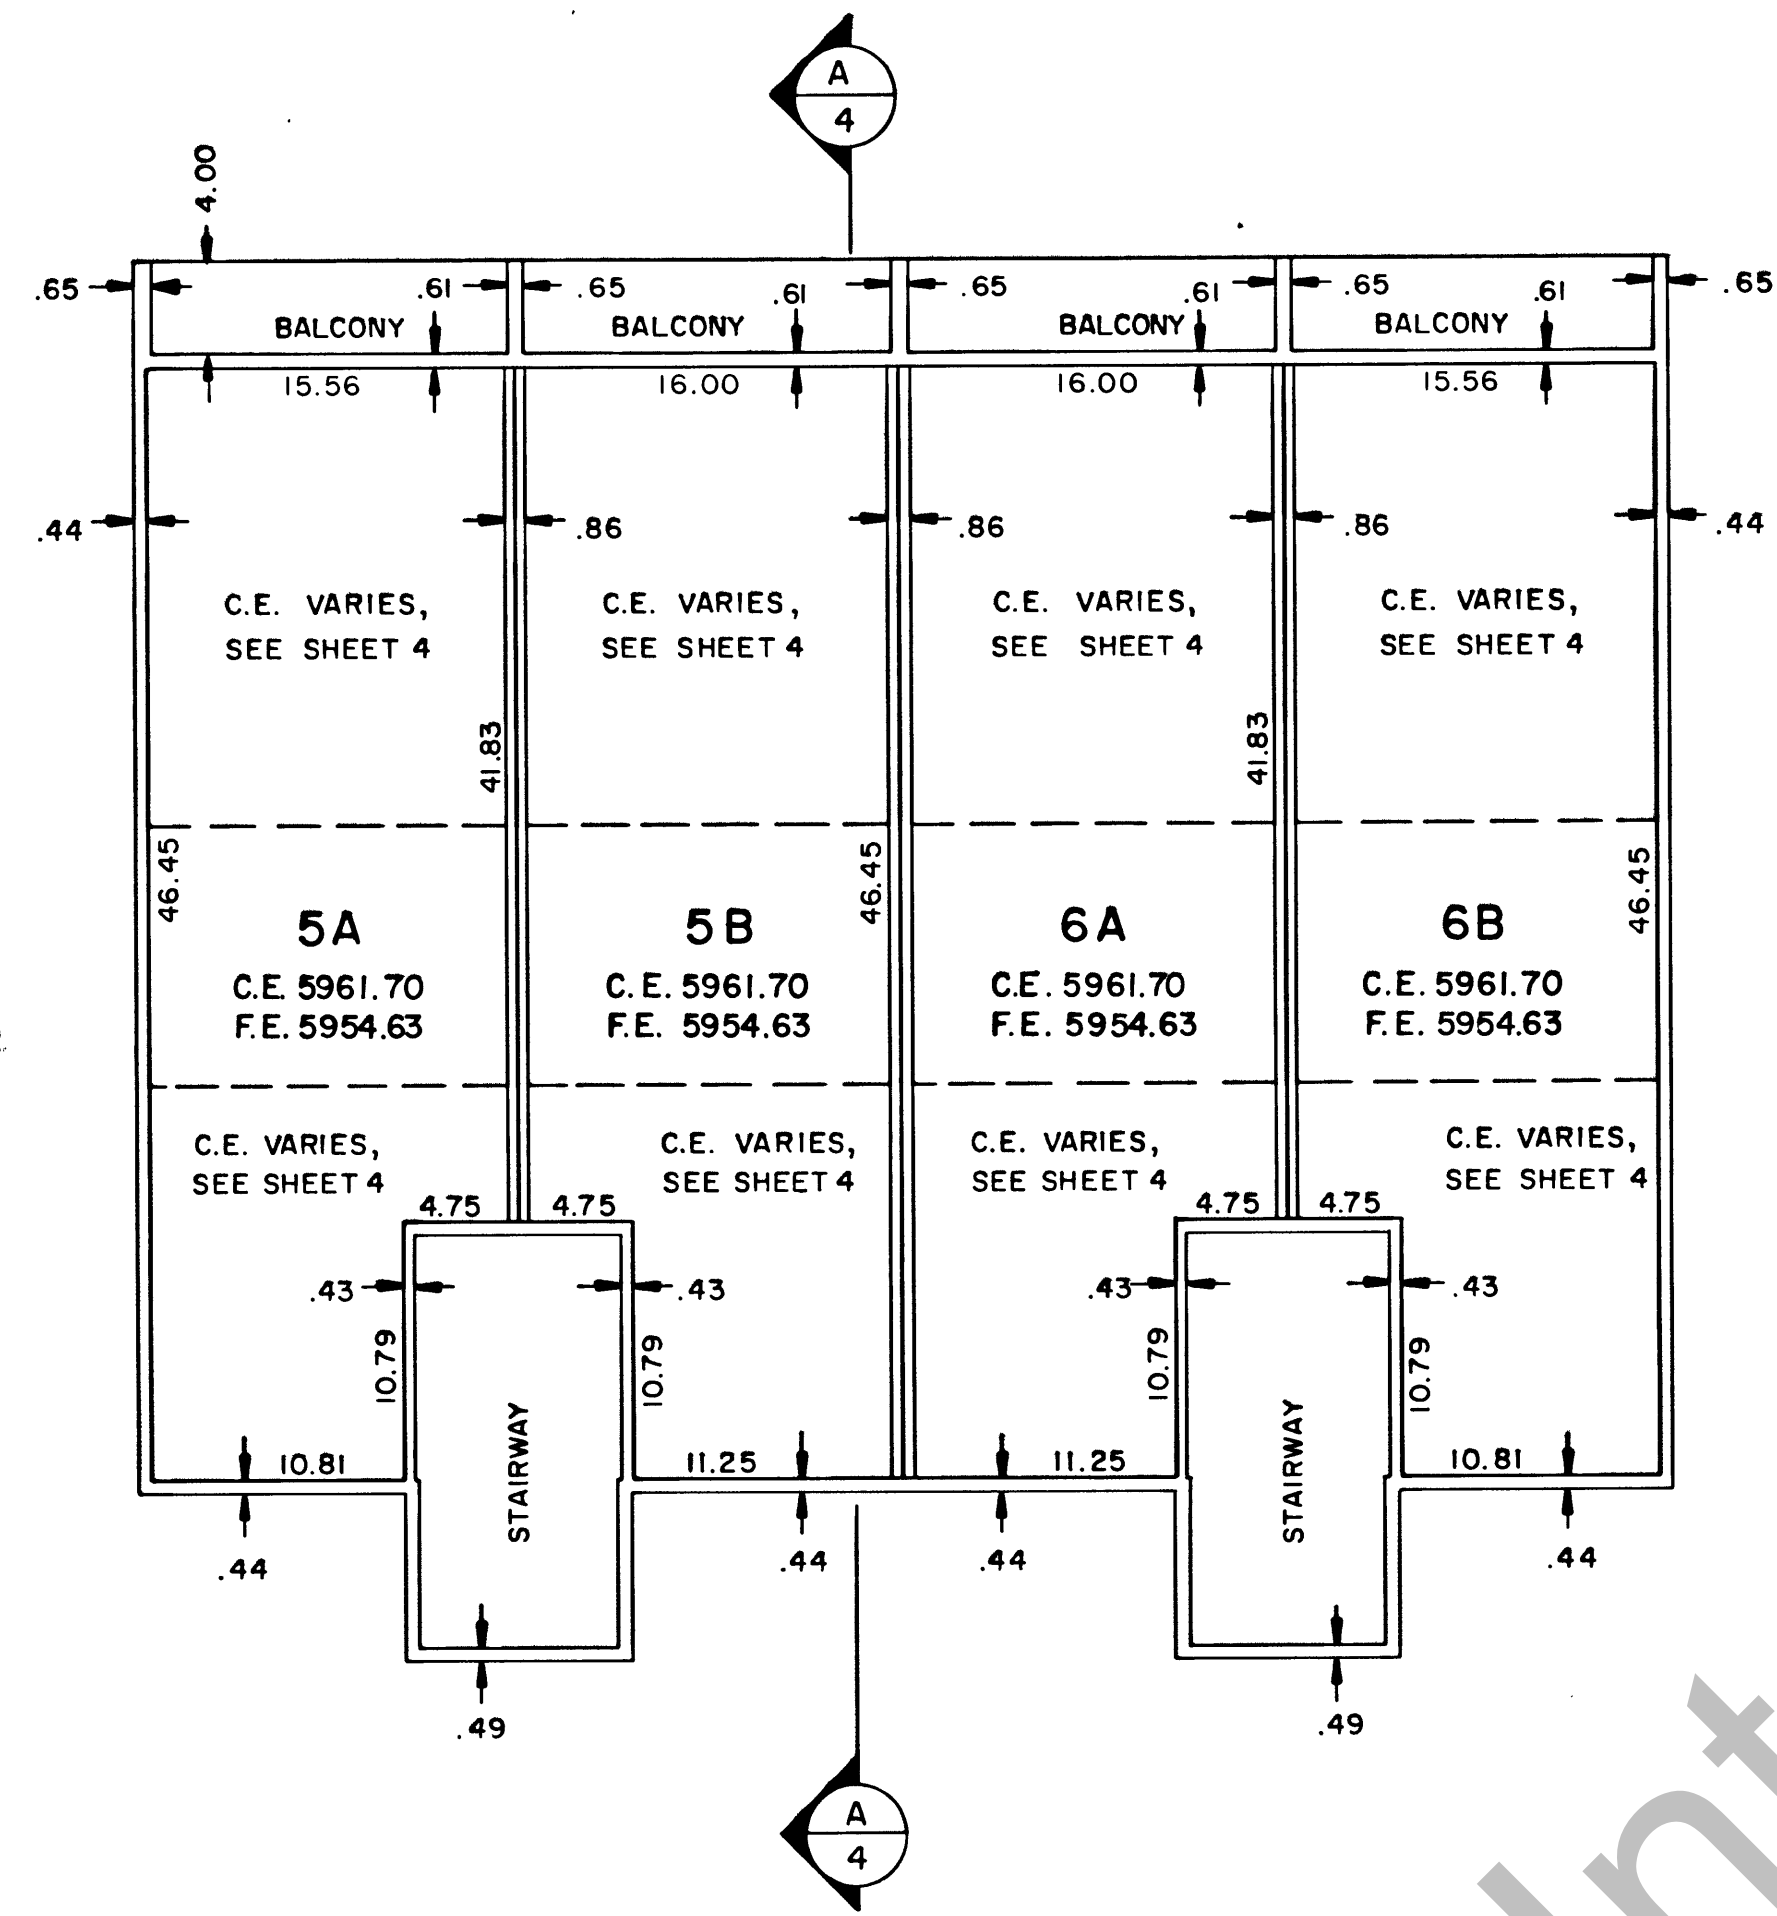 A
4
4.00
.65
.61
.65
.61
.65
.61
.65
.61
.65
BALCONY
BALCONY
BALCONY
BALCONY
15.56
16.00
16.00
15.56
.44
.86
.86
.86
.44
C.E. VARIES,
SEE SHEET 4
C.E. VARIES,
SEE SHEET 4
C.E. VARIES,
SEE SHEET 4
C.E. VARIES,
SEE SHEET 4
41.83
41.83
46.45
46.45
46.45
5A
C.E. 5961.70
F.E. 5954.63
5B
C.E. 5961.70
F.E. 5954.63
6A
C.E. 5961.70
F.E. 5954.63
6B
C.E. 5961.70
F.E. 5954.63
C.E. VARIES,
SEE SHEET 4
C.E. VARIES,
SEE SHEET 4
C.E. VARIES,
SEE SHEET 4
C.E. VARIES,
SEE SHEET 4
4.75
4.75
4.75
4.75
.43
.43
.43
.43
10.79
10.79
10.79
10.79
STAIRWAY
STAIRWAY
10.81
11.25
11.25
10.81
.44
.44
.44
.44
.49
.49
A
4